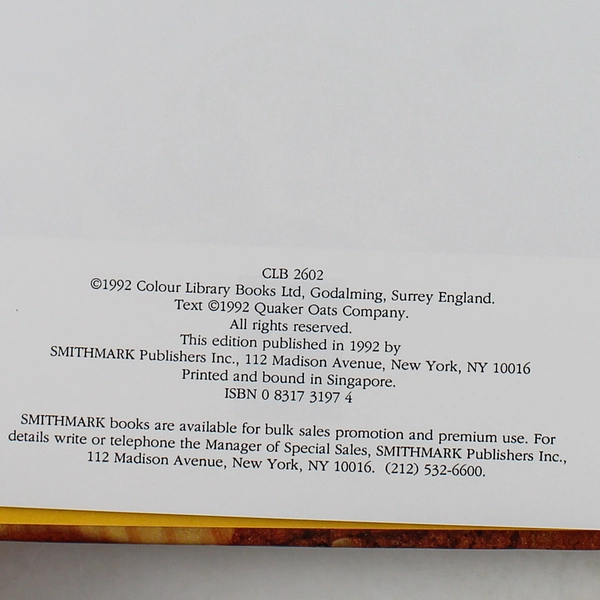 CLB 2602
©1992 Colour Library Books Ltd, Godalming, Surrey England.
Text ©1992 Quaker Oats Company.
All rights reserved.
This edition published in 1992 by
SMITHMARK Publishers Inc., 112 Madison Avenue, New York, NY 10016
Printed and bound in Singapore.
ISBN 0 8317 3197 4
SMITHMARK books are available for bulk sales promotion and premium use. For
details write or telephone the Manager of Special Sales, SMITHMARK Publishers Inc.,
112 Madison Avenue, New York, NY 10016. (212) 532-6600.